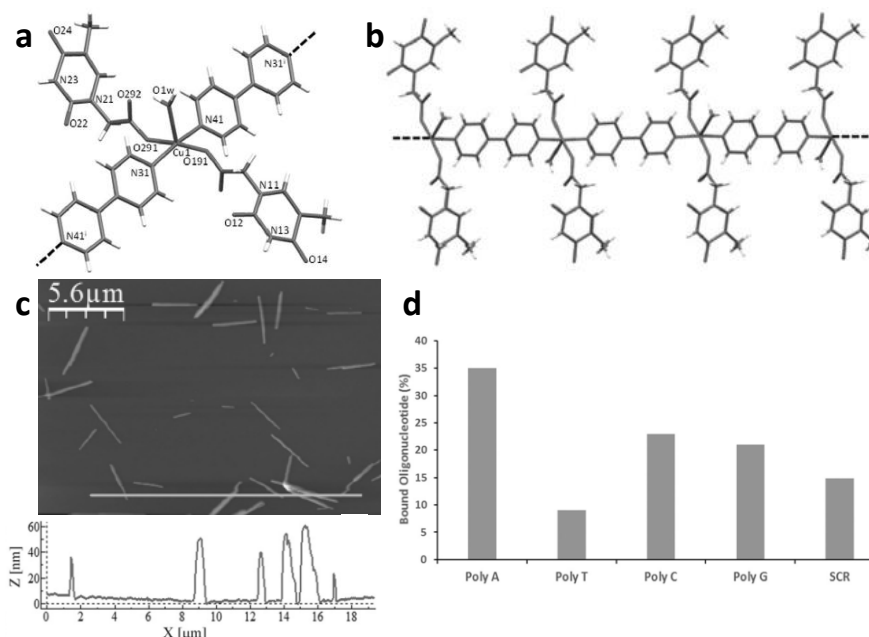 a
O24
N23
N21
O292
O22
O1w
N31ⁱ
N41
O291
Cu1
O191
N31
N11
O12
N13
O14
N41ⁱ
b
c
5.6µm
60
40
20
0
Z [nm]
0 2 4 6 8 10 12 14 16 18
X [µm]
d
Bound Oligonucleotide (%)
40
35
30
25
20
15
10
5
0
Poly A Poly T Poly C Poly G SCR